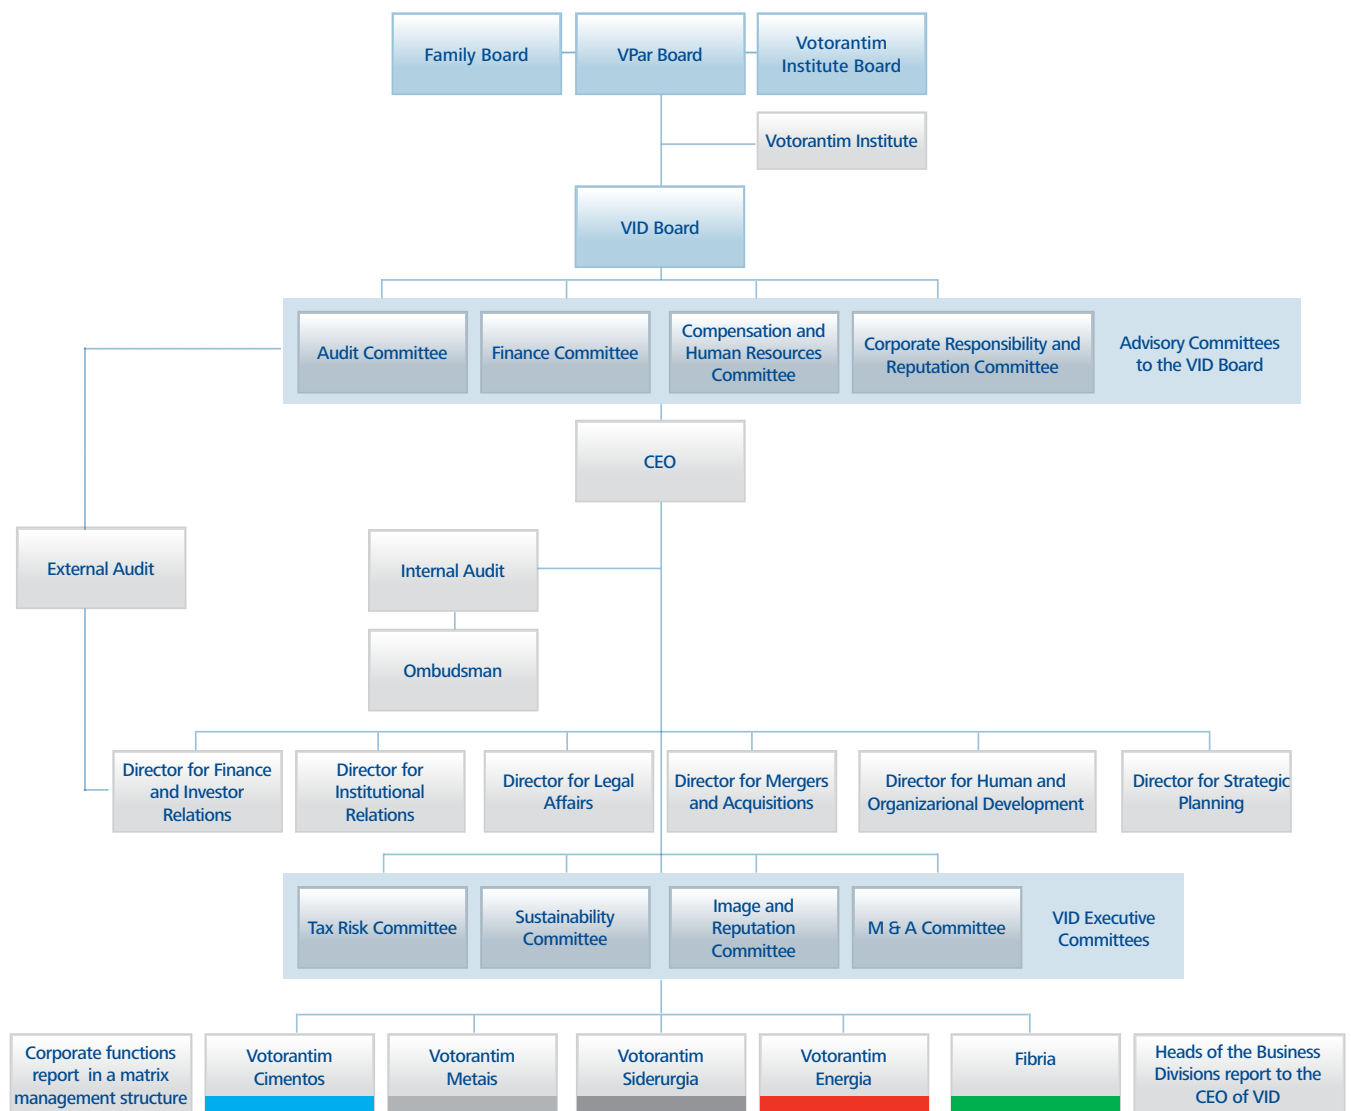 Family Board
VPar Board
Votorantim
Institute Board
Votorantim Institute
VID Board
Audit Committee
Finance Committee
Compensation and
Human Resources
Committee
Corporate Responsibility and
Reputation Committee
Advisory Committees
to the VID Board
CEO
External Audit
Internal Audit
Ombudsman
Director for Finance
and Investor
Relations
Director for
Institutional
Relations
Director for Legal
Affairs
Director for Mergers
and Acquisitions
Director for Human and
Organizarional Development
Director for Strategic
Planning
Tax Risk Committee
Sustainability
Committee
Image and
Reputation
Committee
M & A Committee
VID Executive
Committees
Corporate functions
report in a matrix
management structure
Votorantim
Cimentos
Votorantim
Metais
Votorantim
Siderurgia
Votorantim
Energia
Fibria
Heads of the Business
Divisions report to the
CEO of VID